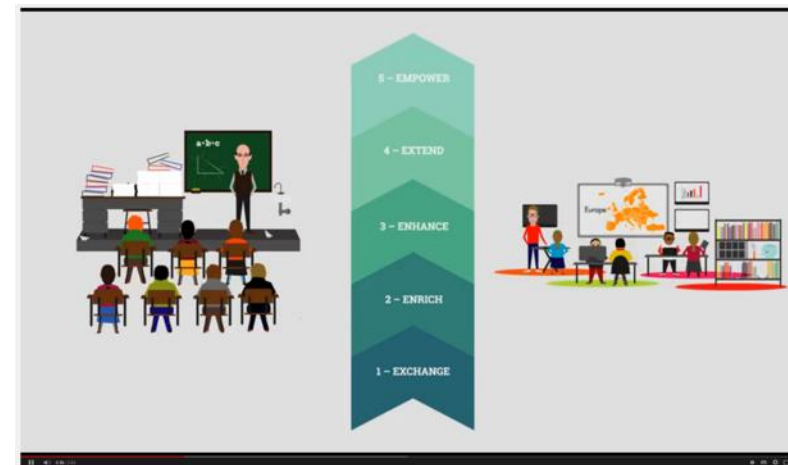 5 – EMPOWER
a·b·c
4 – EXTEND
Europe
3 – ENHANCE
2 – ENRICH
1 – EXCHANGE